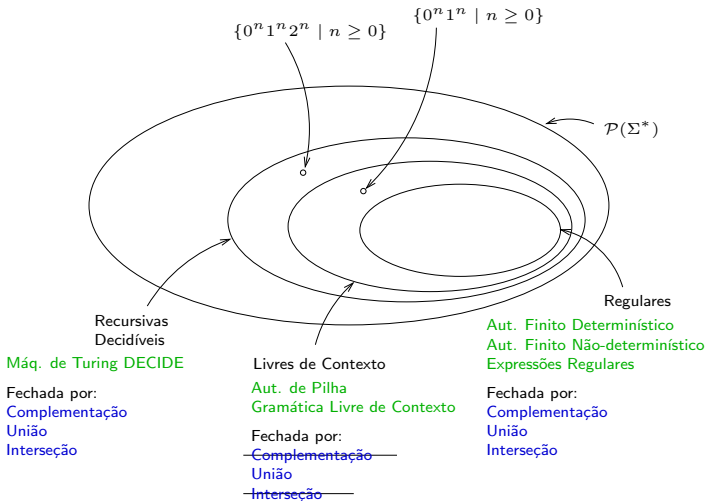 {0ⁿ1ⁿ | n ≥ 0}
{0ⁿ1ⁿ2ⁿ | n ≥ 0}
𝒫(Σ*)
Recursivas
Decidíveis
Máq. de Turing DECIDE
Fechada por:
Complementação
União
Interseção
Livres de Contexto
Aut. de Pilha
Gramática Livre de Contexto
Fechada por:
Complementação
União
Interseção
Regulares
Aut. Finito Determinístico
Aut. Finito Não-determinístico
Expressões Regulares
Fechada por:
Complementação
União
Interseção